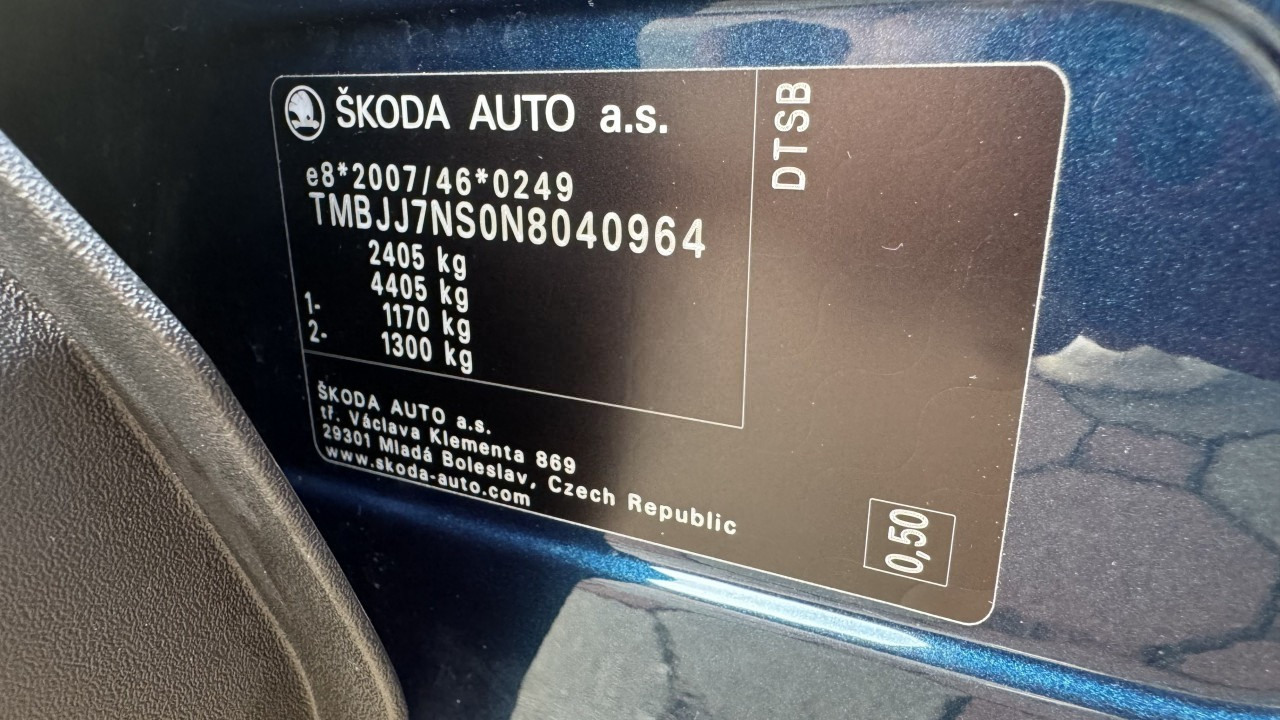 ŠKODA AUTO a.s.
e8*2007/46*0249
TMBJJ7NS0N8040964
2405 kg
4405 kg
1- 1170 kg
2- 1300 kg
ŠKODA AUTO a.s.
tř. Václava Klementa 869
29301 Mladá Boleslav, Czech Republic
www.skoda-auto.com
DTSB
0,50